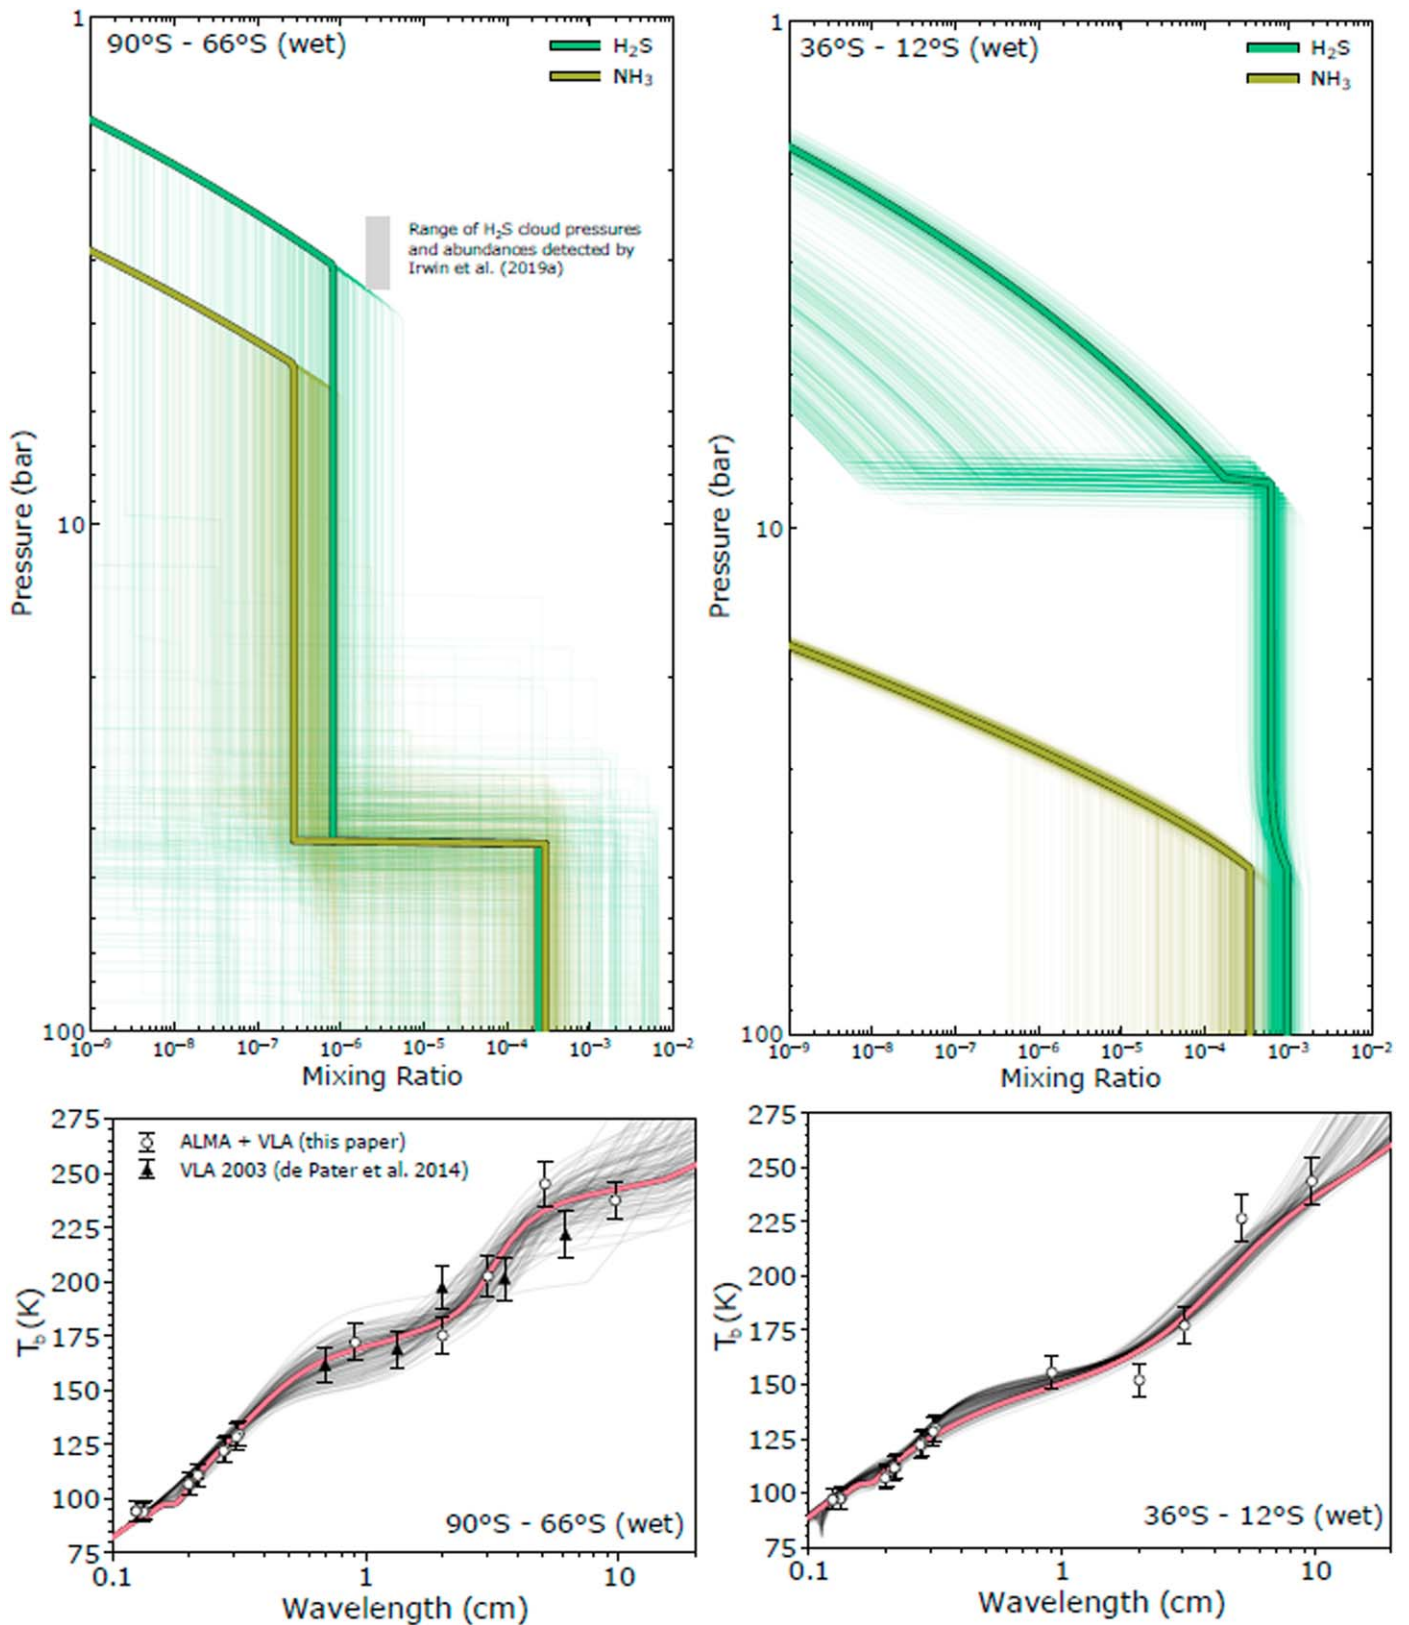 90°S - 66°S (wet)
H₂S
NH₃
Range of H₂S cloud pressures
and abundances detected by
Irwin et al. (2019a)
Pressure (bar)
1
10
100
10⁻⁹ 10⁻⁸ 10⁻⁷ 10⁻⁶ 10⁻⁵ 10⁻⁴ 10⁻³ 10⁻²
Mixing Ratio
36°S - 12°S (wet)
H₂S
NH₃
Pressure (bar)
1
10
100
10⁻⁹ 10⁻⁸ 10⁻⁷ 10⁻⁶ 10⁻⁵ 10⁻⁴ 10⁻³ 10⁻²
Mixing Ratio
ALMA + VLA (this paper)
VLA 2003 (de Pater et al. 2014)
T_b (K)
275
250
225
200
175
150
125
100
75
90°S - 66°S (wet)
0.1 1 10
Wavelength (cm)
T_b (K)
275
250
225
200
175
150
125
100
75
36°S - 12°S (wet)
0.1 1 10
Wavelength (cm)